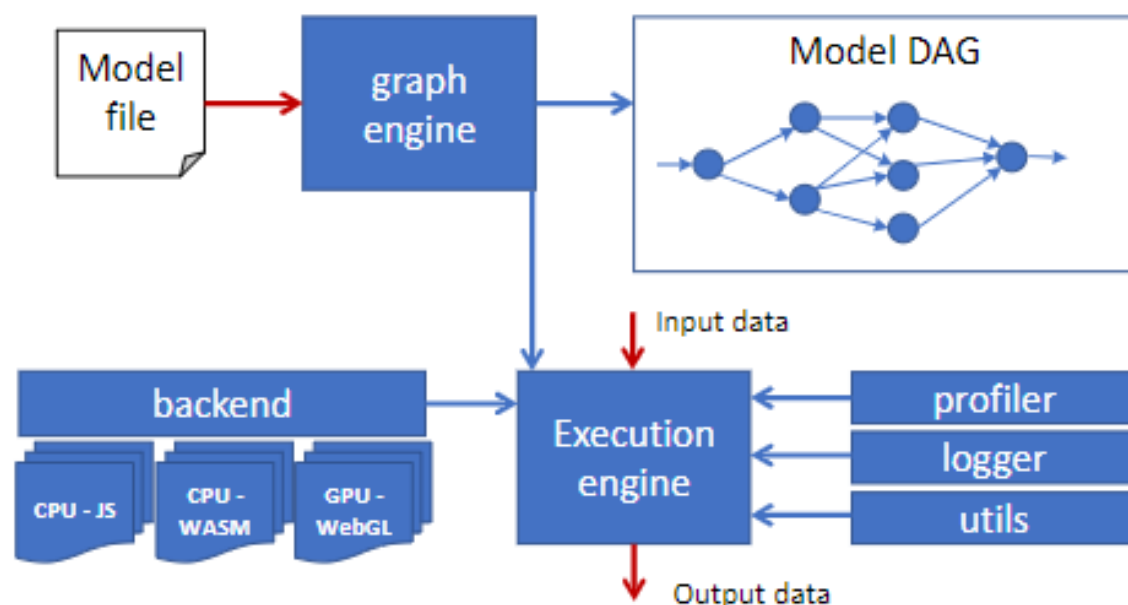 Model
file
graph
engine
Model DAG
Input data
backend
CPU - JS
CPU -
WASM
GPU -
WebGL
Execution
engine
profiler
logger
utils
Output data